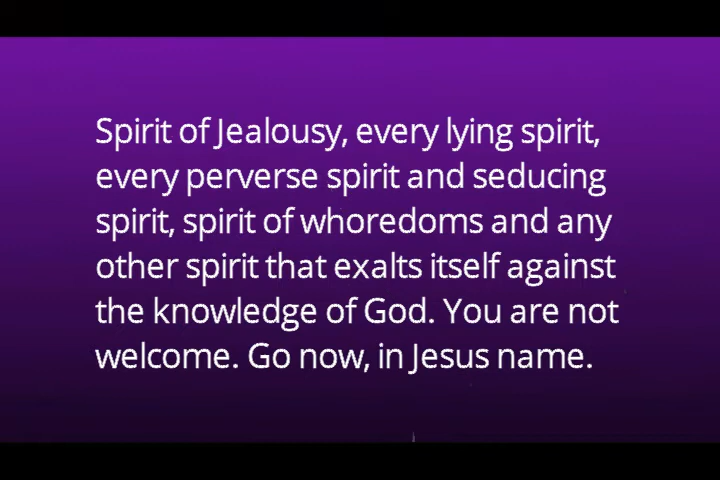 Spirit of Jealousy, every lying spirit,
every perverse spirit and seducing
spirit, spirit of whoredoms and any
other spirit that exalts itself against
the knowledge of God. You are not
welcome. Go now, in Jesus name.